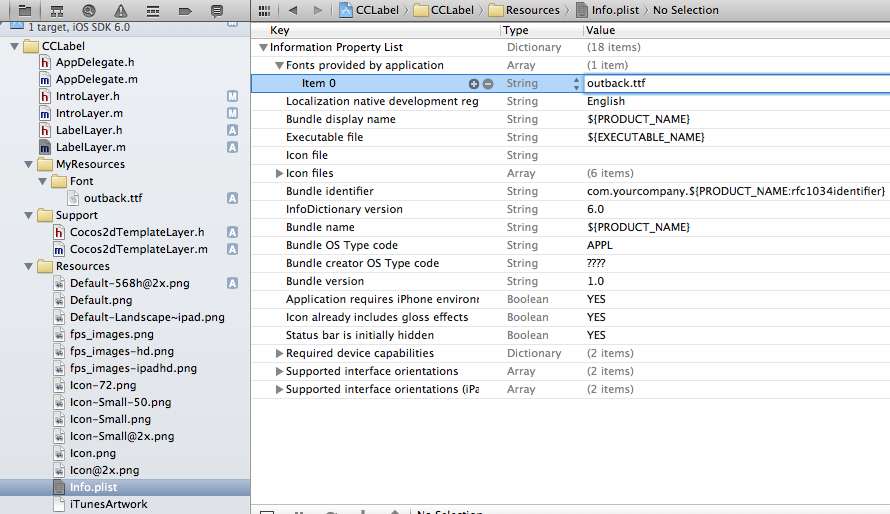 CCLabel 〉 CCLabel 〉 Resources 〉 Info.plist 〉 No Selection
1 target, iOS SDK 6.0
CCLabel
AppDelegate.h
AppDelegate.m
IntroLayer.h M
IntroLayer.m M
LabelLayer.h A
LabelLayer.m A
MyResources
Font
outback.ttf A
Support
Cocos2dTemplateLayer.h A
Cocos2dTemplateLayer.m A
Resources
Default-568h@2x.png A
Default.png
Default-Landscape~ipad.png
fps_images.png
fps_images-hd.png
fps_images-ipadhd.png
Icon-72.png
Icon-Small-50.png
Icon-Small.png
Icon-Small@2x.png
Icon.png
Icon@2x.png
Info.plist
iTunesArtwork
Key Type Value
Information Property List Dictionary (18 items)
Fonts provided by application Array (1 item)
Item 0 String outback.ttf
Localization native development reg String English
Bundle display name String ${PRODUCT_NAME}
Executable file String ${EXECUTABLE_NAME}
Icon file String
Icon files Array (6 items)
Bundle identifier String com.yourcompany.${PRODUCT_NAME:rfc1034identifier}
InfoDictionary version String 6.0
Bundle name String ${PRODUCT_NAME}
Bundle OS Type code String APPL
Bundle creator OS Type code String ????
Bundle version String 1.0
Application requires iPhone environr Boolean YES
Icon already includes gloss effects Boolean YES
Status bar is initially hidden Boolean YES
Required device capabilities Dictionary (2 items)
Supported interface orientations Array (2 items)
Supported interface orientations (iPa Array (2 items)
No Selection